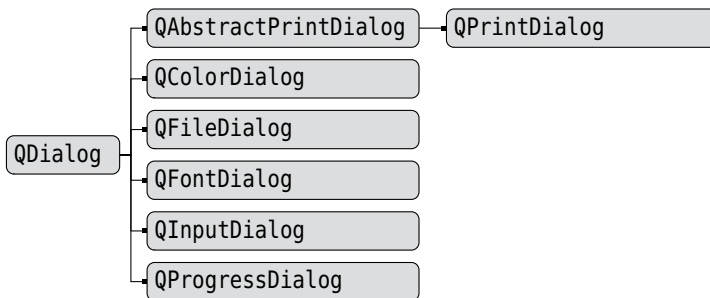 QAbstractPrintDialog
QPrintDialog
QColorDialog
QFileDialog
QDialog
QFontDialog
QInputDialog
QProgressDialog